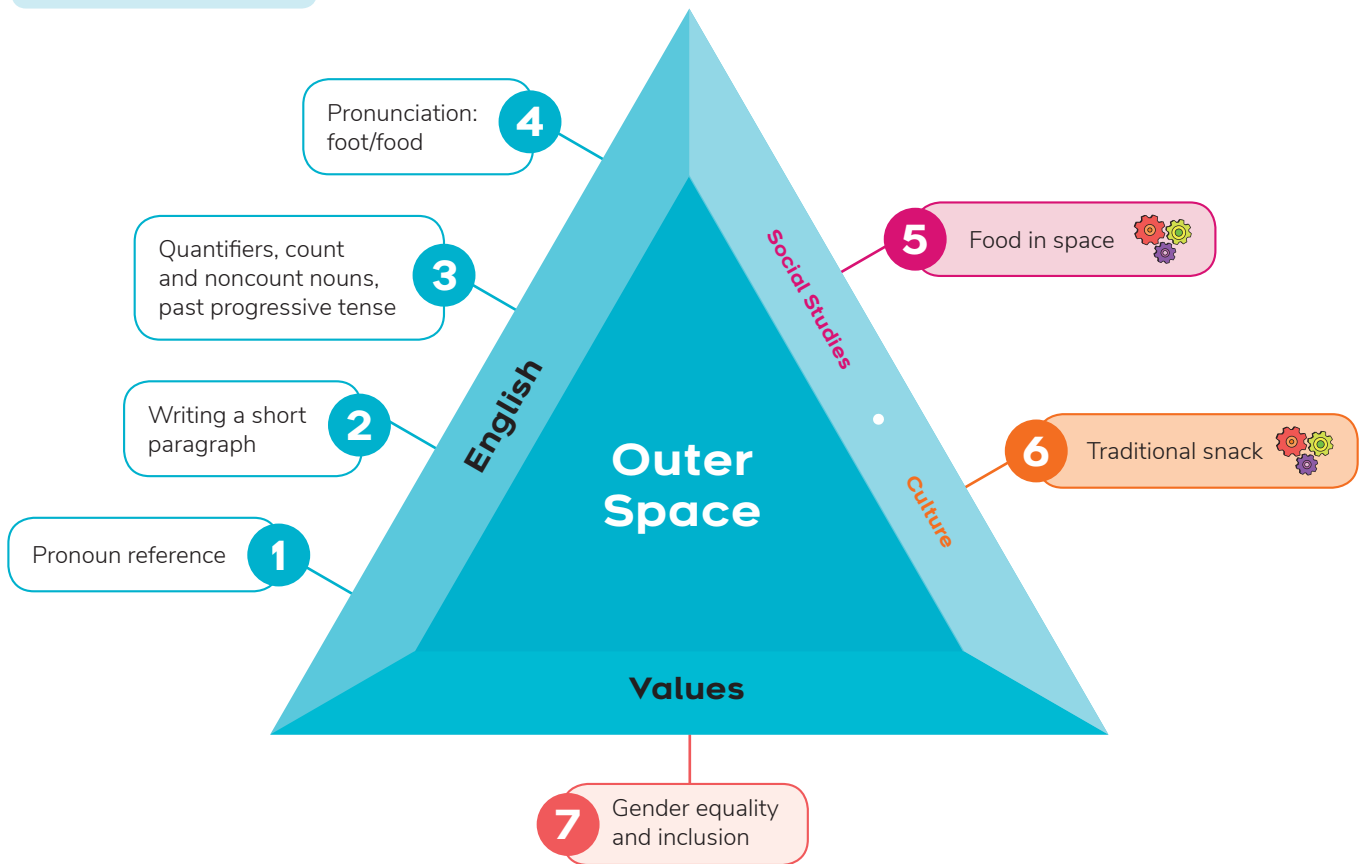 4
Pronunciation:
foot/food
3
Quantifiers, count
and noncount nouns,
past progressive tense
2
Writing a short
paragraph
1
Pronoun reference
English
Outer
Space
Social Studies
Culture
5
Food in space
6
Traditional snack
Values
7
Gender equality
and inclusion